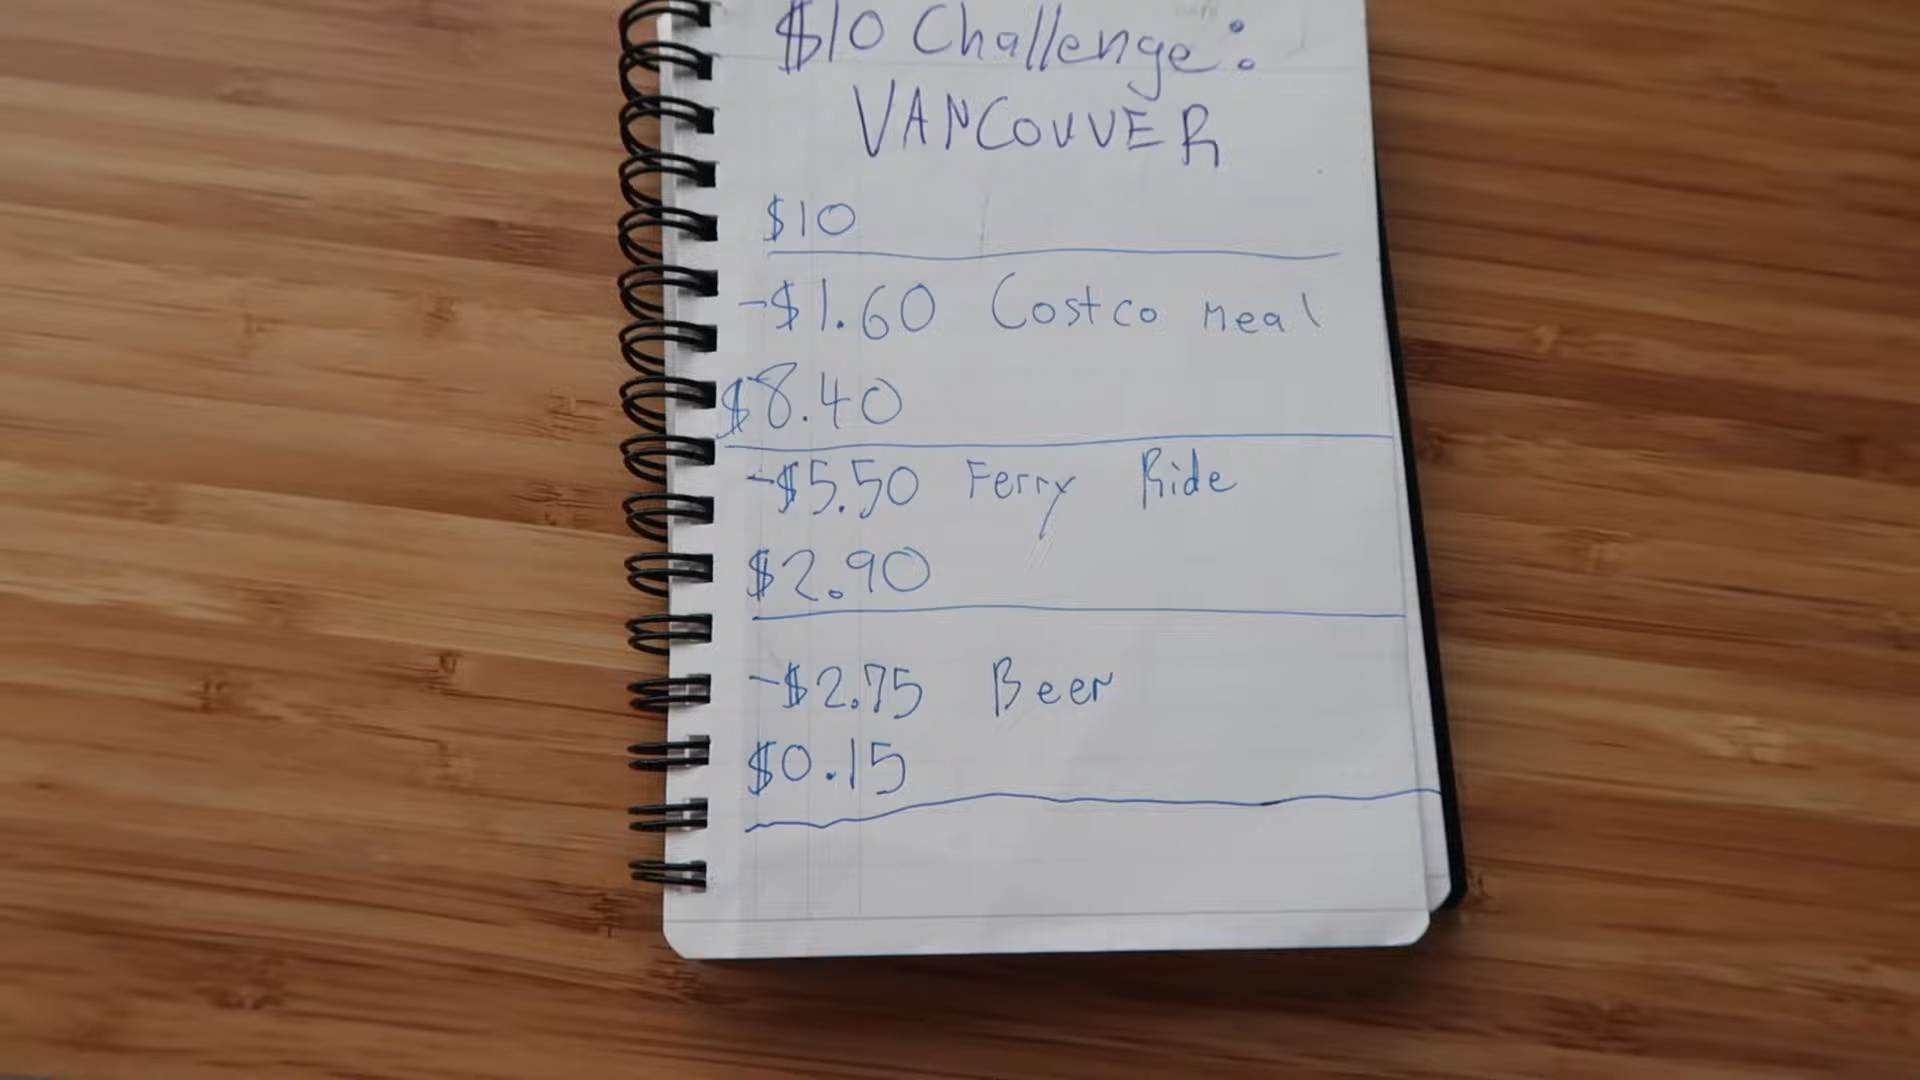 $10 Challenge:
VANCOUVER
$10
-$1.60 Costco meal
$8.40
-$5.50 Ferry Ride
$2.90
-$2.75 Beer
$0.15